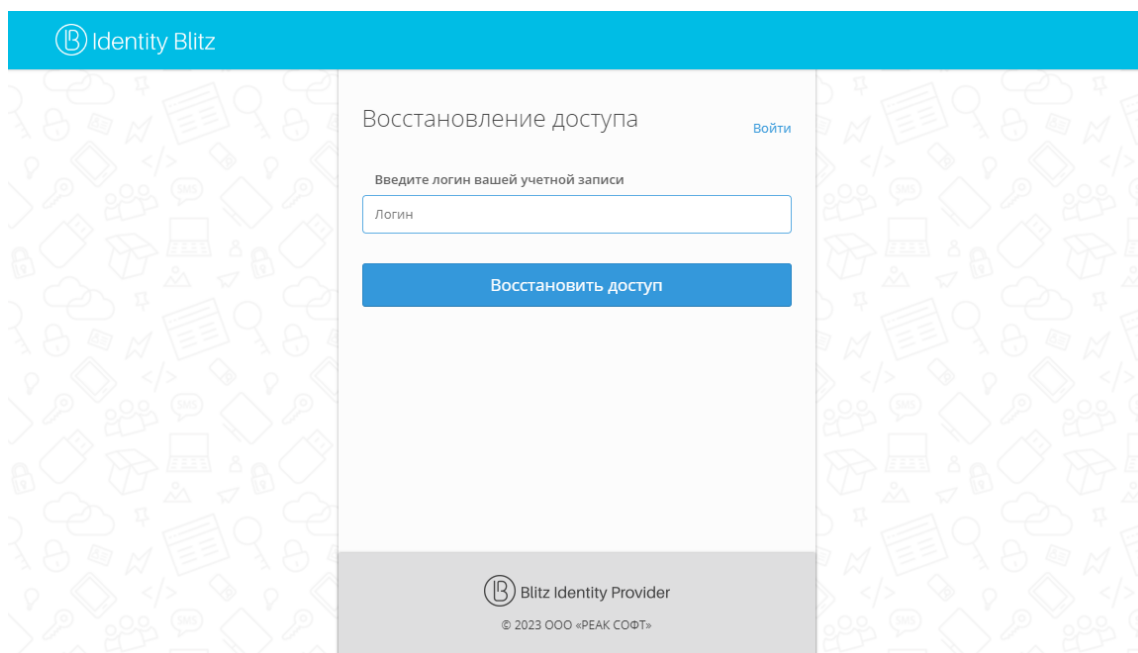 Identity Blitz
Восстановление доступа
Войти
Введите логин вашей учетной записи
Логин
Восстановить доступ
Blitz Identity Provider
© 2023 ООО «РЕАК СОФТ»